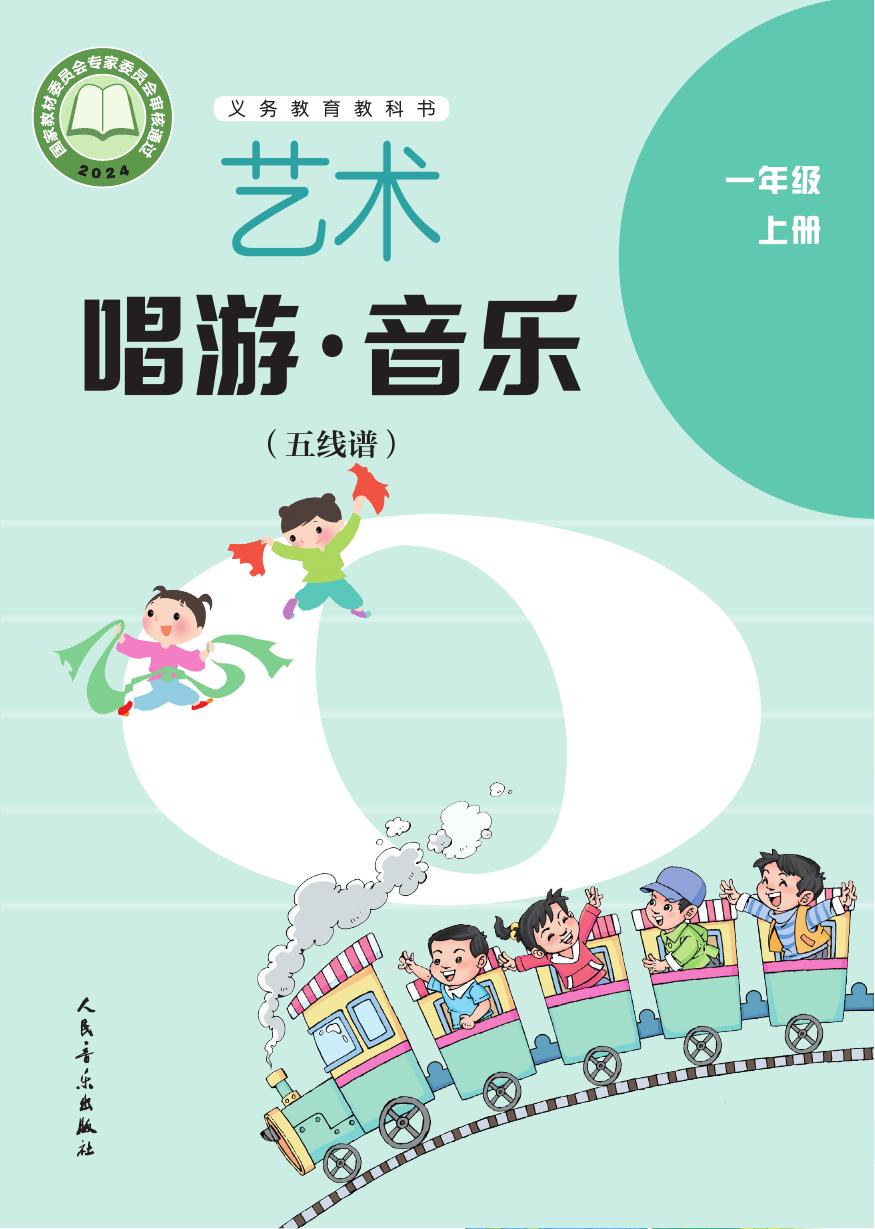 国家教材委员会专家委员会审核通过
2024
义务教育教科书
艺术
一年级
上册
唱游·音乐
（五线谱）
人民音乐出版社